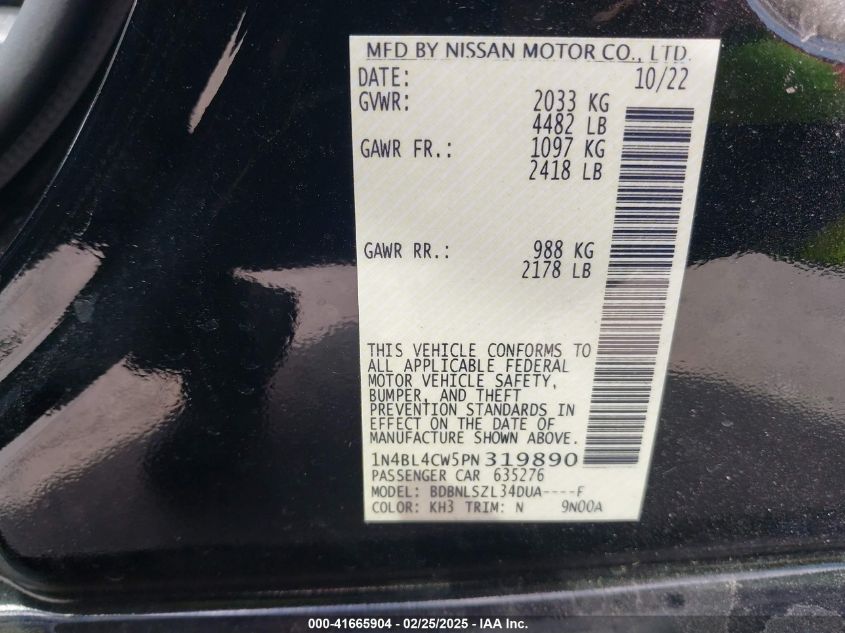 MFD BY NISSAN MOTOR CO., LTD.
DATE: 10/22
GVWR: 2033 KG
4482 LB
GAWR FR.: 1097 KG
2418 LB
GAWR RR.: 988 KG
2178 LB
THIS VEHICLE CONFORMS TO
ALL APPLICABLE FEDERAL
MOTOR VEHICLE SAFETY,
BUMPER, AND THEFT
PREVENTION STANDARDS IN
EFFECT ON THE DATE OF
MANUFACTURE SHOWN ABOVE.
1N4BL4CW5PN319890
PASSENGER CAR 635276
MODEL: BDBNLSZL34DUA----F
COLOR: KH3 TRIM: N 9N00A
000-41665904 - 02/25/2025 - IAA Inc.